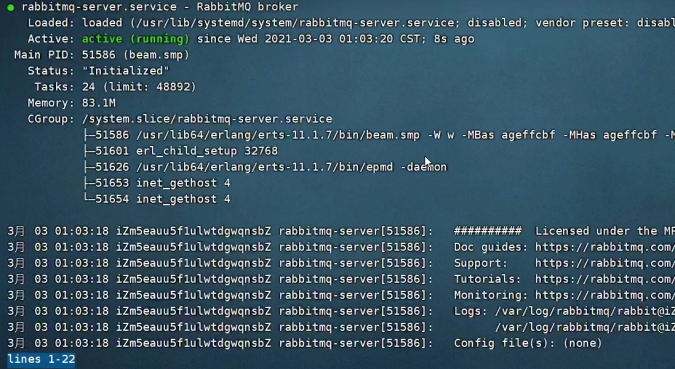 ● rabbitmq-server.service - RabbitMQ broker
Loaded: loaded (/usr/lib/systemd/system/rabbitmq-server.service; disabled; vendor preset: disabl
Active: active (running) since Wed 2021-03-03 01:03:20 CST; 8s ago
Main PID: 51586 (beam.smp)
Status: "Initialized"
Tasks: 24 (limit: 48892)
Memory: 83.1M
CGroup: /system.slice/rabbitmq-server.service
├─51586 /usr/lib64/erlang/erts-11.1.7/bin/beam.smp -W w -MBas ageffcbf -MHas ageffcbf -M
├─51601 erl_child_setup 32768
├─51626 /usr/lib64/erlang/erts-11.1.7/bin/epmd -daemon
├─51653 inet_gethost 4
└─51654 inet_gethost 4
3月 03 01:03:18 iZm5eauu5f1ulwtdgwqnsbZ rabbitmq-server[51586]: ########## Licensed under the MP
3月 03 01:03:18 iZm5eauu5f1ulwtdgwqnsbZ rabbitmq-server[51586]: Doc guides: https://rabbitmq.com/
3月 03 01:03:18 iZm5eauu5f1ulwtdgwqnsbZ rabbitmq-server[51586]: Support: https://rabbitmq.com/
3月 03 01:03:18 iZm5eauu5f1ulwtdgwqnsbZ rabbitmq-server[51586]: Tutorials: https://rabbitmq.com/
3月 03 01:03:18 iZm5eauu5f1ulwtdgwqnsbZ rabbitmq-server[51586]: Monitoring: https://rabbitmq.com/
3月 03 01:03:18 iZm5eauu5f1ulwtdgwqnsbZ rabbitmq-server[51586]: Logs: /var/log/rabbitmq/rabbit@iZ
3月 03 01:03:18 iZm5eauu5f1ulwtdgwqnsbZ rabbitmq-server[51586]: /var/log/rabbitmq/rabbit@iZ
3月 03 01:03:18 iZm5eauu5f1ulwtdgwqnsbZ rabbitmq-server[51586]: Config file(s): (none)
lines 1-22